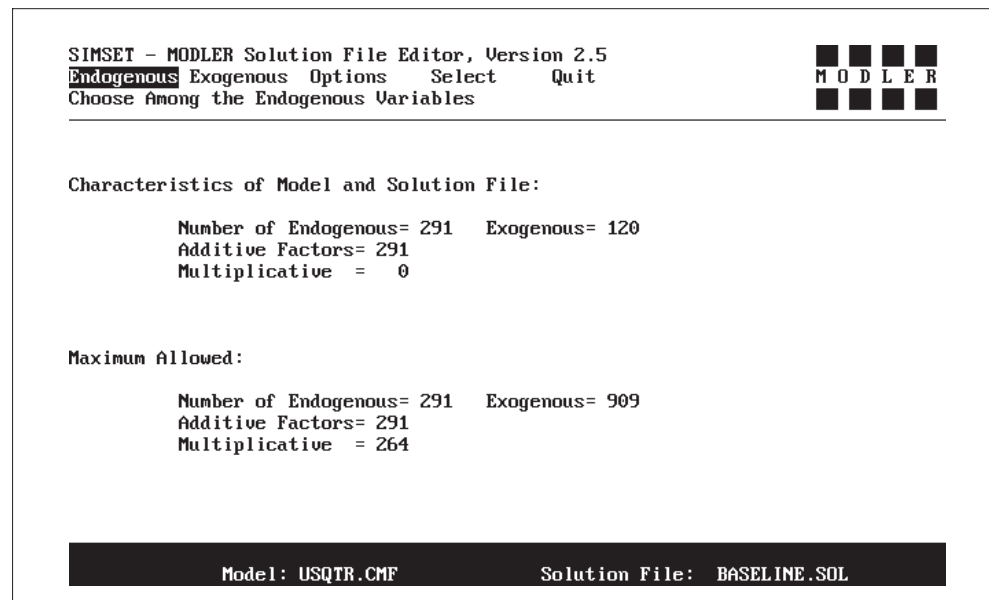 SIMSET - MODLER Solution File Editor, Version 2.5
Endogenous Exogenous Options Select Quit
MODLER
Choose Among the Endogenous Variables
Characteristics of Model and Solution File:
Number of Endogenous= 291 Exogenous= 120
Additive Factors= 291
Multiplicative = 0
Maximum Allowed:
Number of Endogenous= 291 Exogenous= 909
Additive Factors= 291
Multiplicative = 264
Model: USQTR.CMF Solution File: BASELINE.SOL